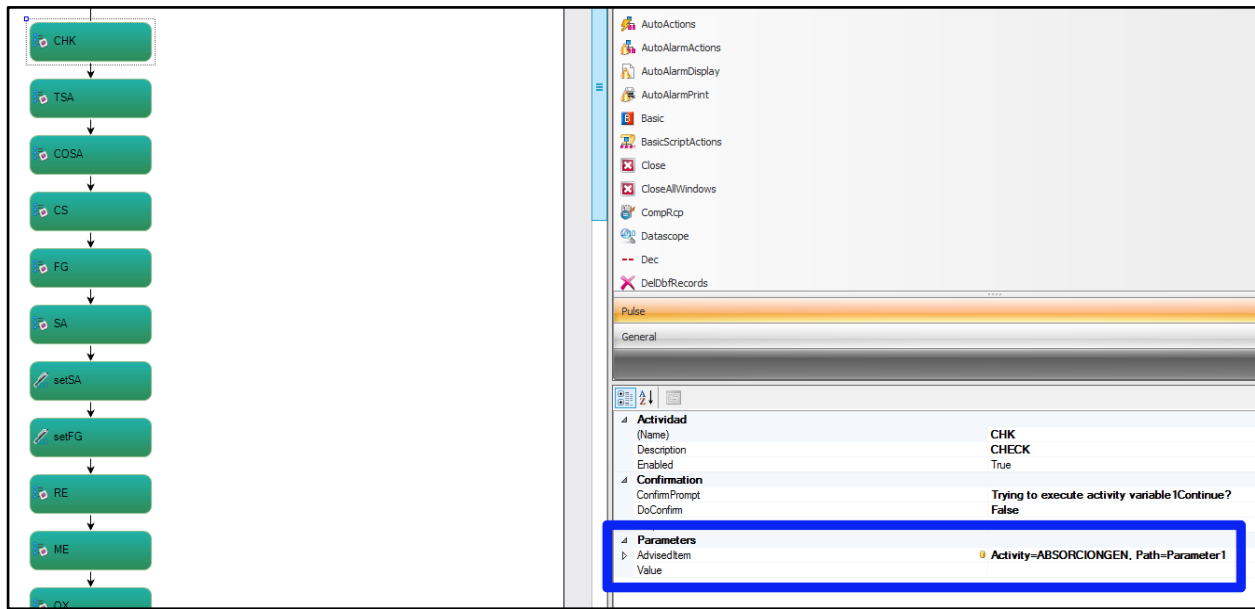 CHK
TSA
COSA
CS
FG
SA
setSA
setFG
RE
ME
OX
AutoActions
AutoAlarmActions
AutoAlarmDisplay
AutoAlarmPrint
Basic
BasicScriptActions
Close
CloseAllWindows
CompRcp
Datascope
Dec
DelDbfRecords
Pulse
General
Actividad
(Name) CHK
Description CHECK
Enabled True
Confirmation
ConfirmPrompt Trying to execute activity variable1Continue?
DoConfirm False
Parameters
AdvisedItem Activity=ABSORCIONGEN, Path=Parameter1
Value